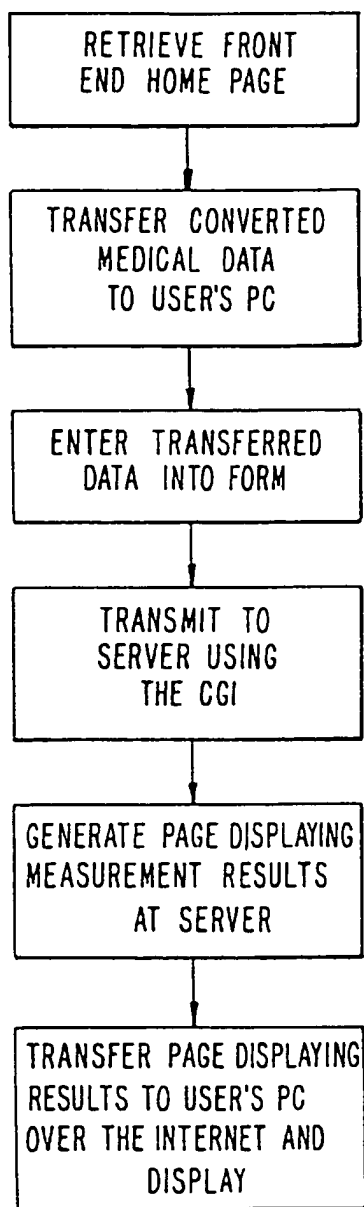 RETRIEVE FRONT
END HOME PAGE
TRANSFER CONVERTED
MEDICAL DATA
TO USER'S PC
ENTER TRANSFERRED
DATA INTO FORM
TRANSMIT TO
SERVER USING
THE CGI
GENERATE PAGE DISPLAYING
MEASUREMENT RESULTS
AT SERVER
TRANSFER PAGE DISPLAYING
RESULTS TO USER'S PC
OVER THE INTERNET AND
DISPLAY